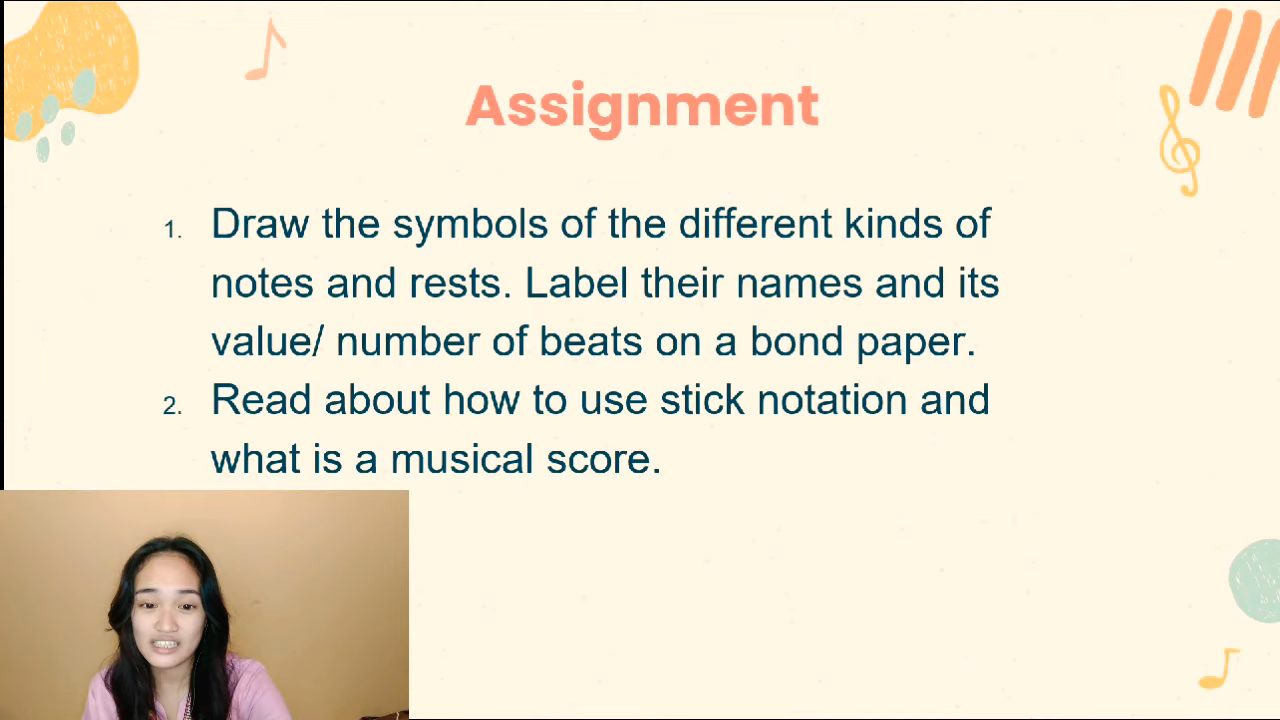 Assignment
1. Draw the symbols of the different kinds of
notes and rests. Label their names and its
value/ number of beats on a bond paper.
2. Read about how to use stick notation and
what is a musical score.